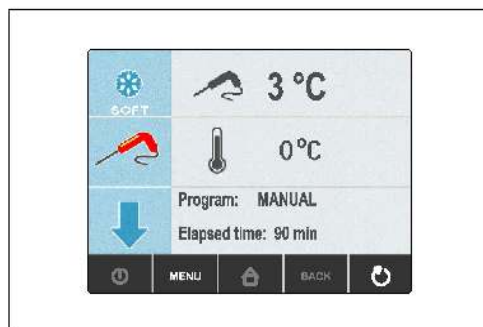 SOFT
3 °C
0°C
Program: MANUAL
Elapsed time: 90 min
MENU
BACK